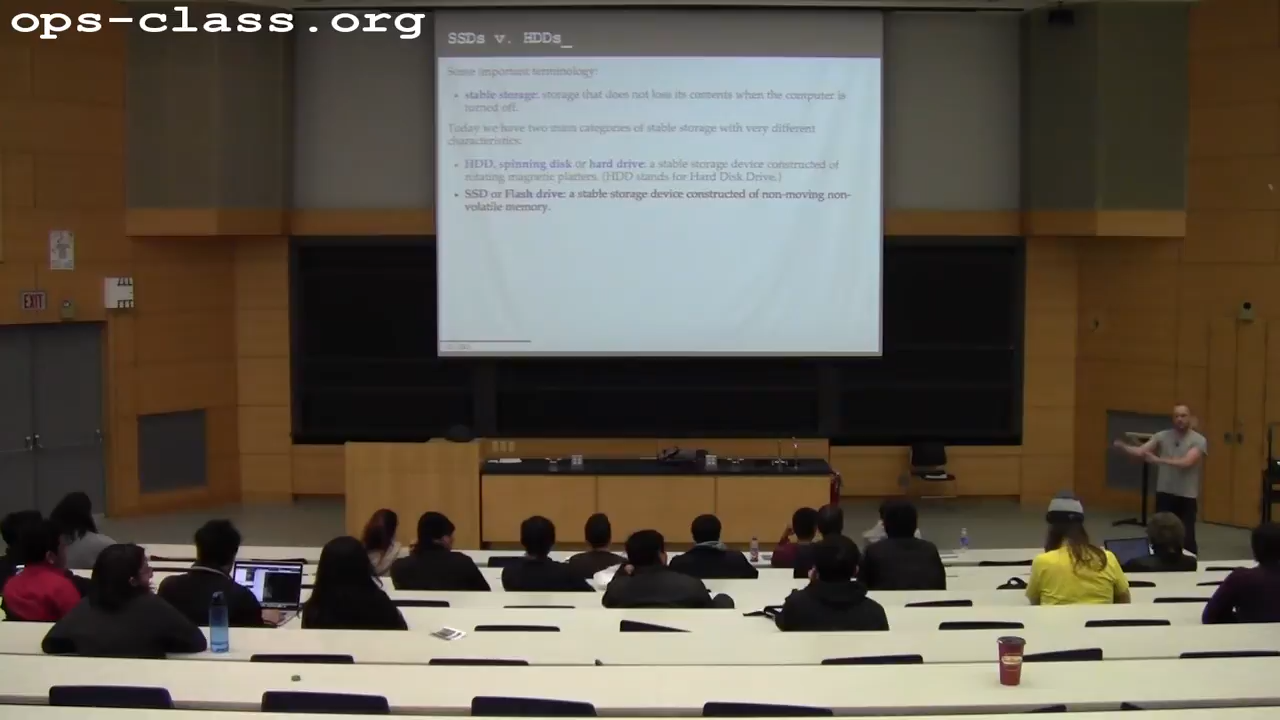 ops-class.org
SSDs v. HDDs_
Some important terminology:
• stable storage: storage that does not loss its contents when the computer is
turned off.
Today we have two main categories of stable storage with very different
characteristics:
• HDD, spinning disk or hard drive: a stable storage device constructed of
rotating magnetic platters. (HDD stands for Hard Disk Drive.)
• SSD or Flash drive: a stable storage device constructed of non-moving non-
volatile memory.
EXIT